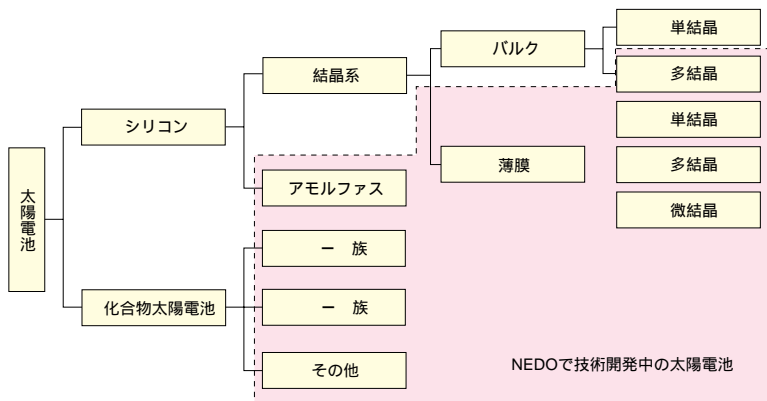 太陽電池
シリコン
化合物太陽電池
結晶系
アモルファス
ー 族
ー 族
その他
バルク
薄膜
単結晶
多結晶
単結晶
多結晶
微結晶
NEDOで技術開発中の太陽電池